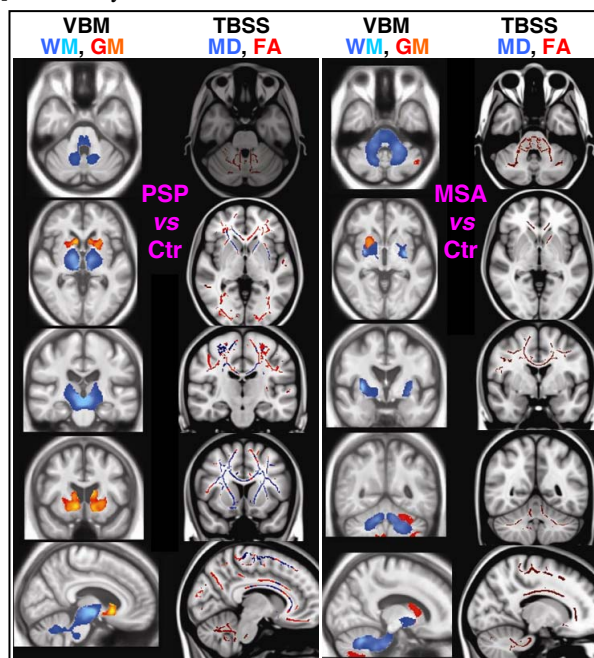 VBM TBSS VBM TBSS
WM, GM MD, FA WM, GM MD, FA
PSP
vs
Ctr
MSA
vs
Ctr